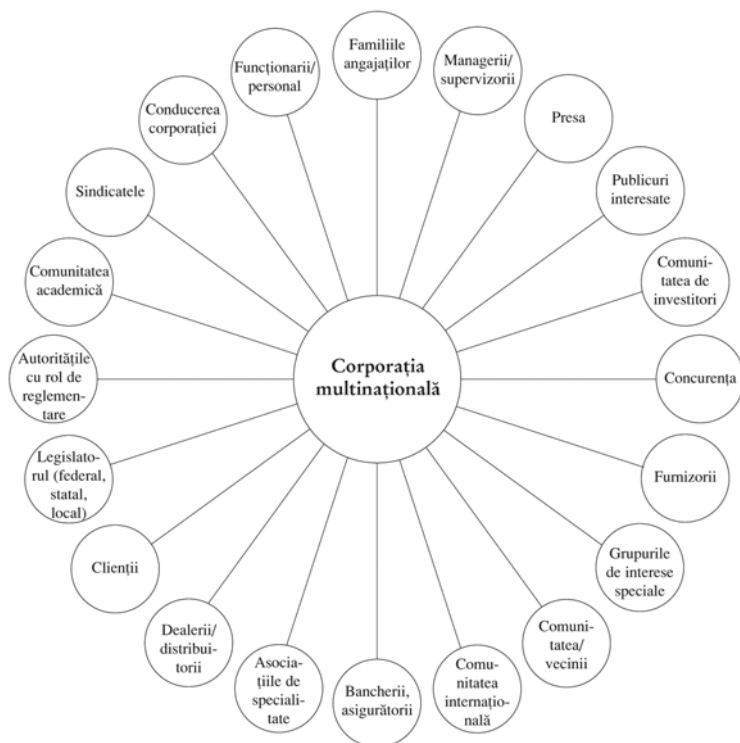 Familiile
angajaților
Managerii/
supervizorii
Presa
Publicuri
interesate
Comuni-
tatea de
investitori
Concurența
Furnizorii
Grupurile
de interese
speciale
Comuni-
tatea/
vecinii
Comu-
nitatea
internațio-
nală
Bancherii,
asigurătorii
Asocia-
țiile de
speciali-
tate
Dealerii/
distribui-
torii
Clienții
Legislato-
rul (federal,
statal,
local)
Autoritățile
cu rol de
reglemen-
tare
Comunitatea
academică
Sindicatele
Conducerea
corporației
Funcționarii/
personal
Corporația
multinațională